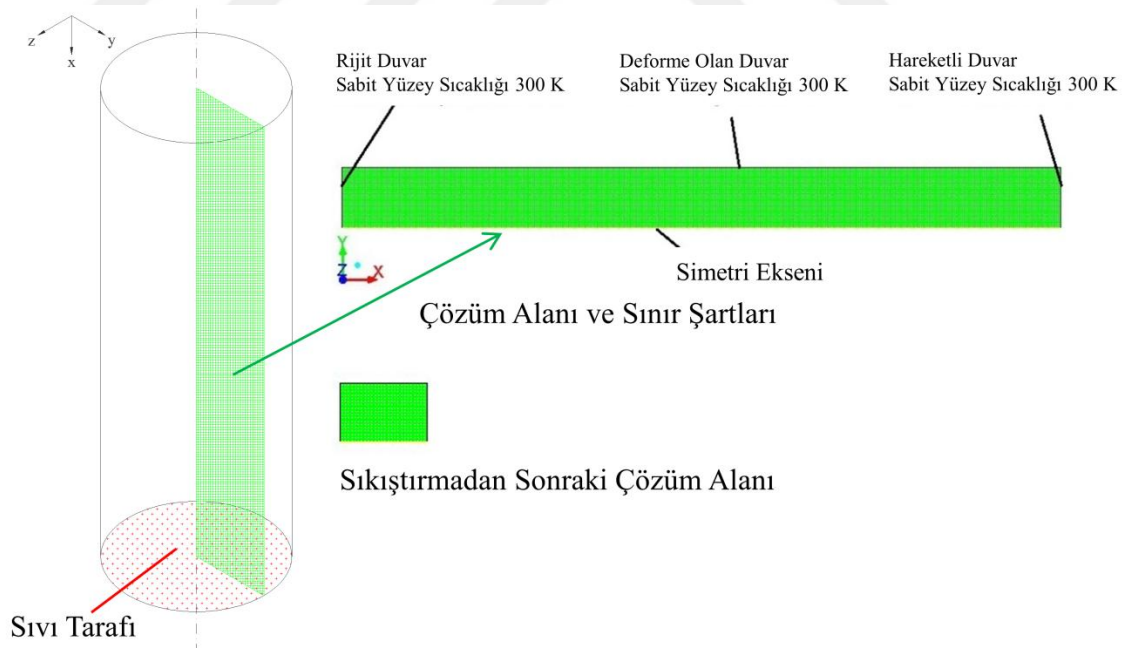 z
y
x
Rijit Duvar
Sabit Yüzey Sıcaklığı 300 K
Deforme Olan Duvar
Sabit Yüzey Sıcaklığı 300 K
Hareketli Duvar
Sabit Yüzey Sıcaklığı 300 K
Y
Z
X
Simetri Ekseni
Çözüm Alanı ve Sınır Şartları
Sıkıştırmadan Sonraki Çözüm Alanı
Sıvı Tarafı